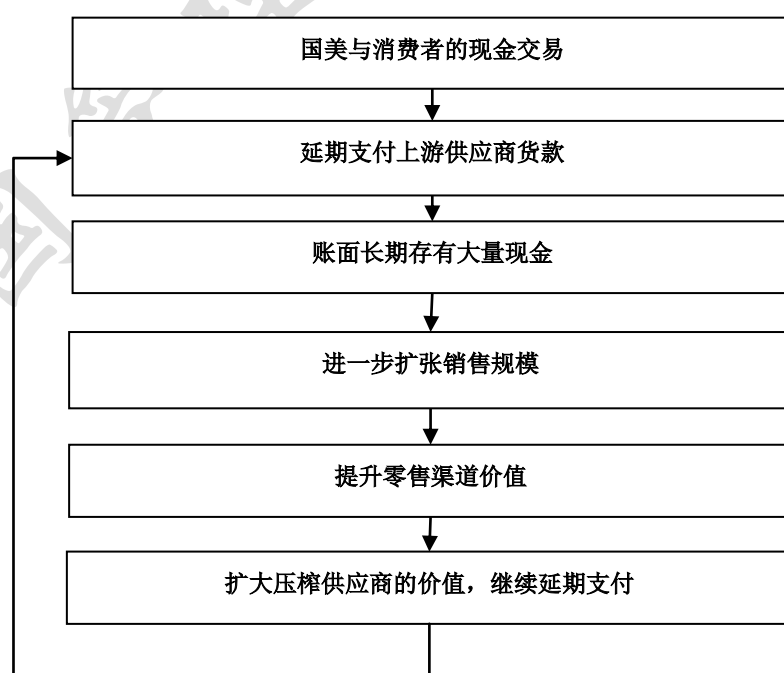 国美与消费者的现金交易
延期支付上游供应商货款
账面长期存有大量现金
进一步扩张销售规模
提升零售渠道价值
扩大压榨供应商的价值，继续延期支付